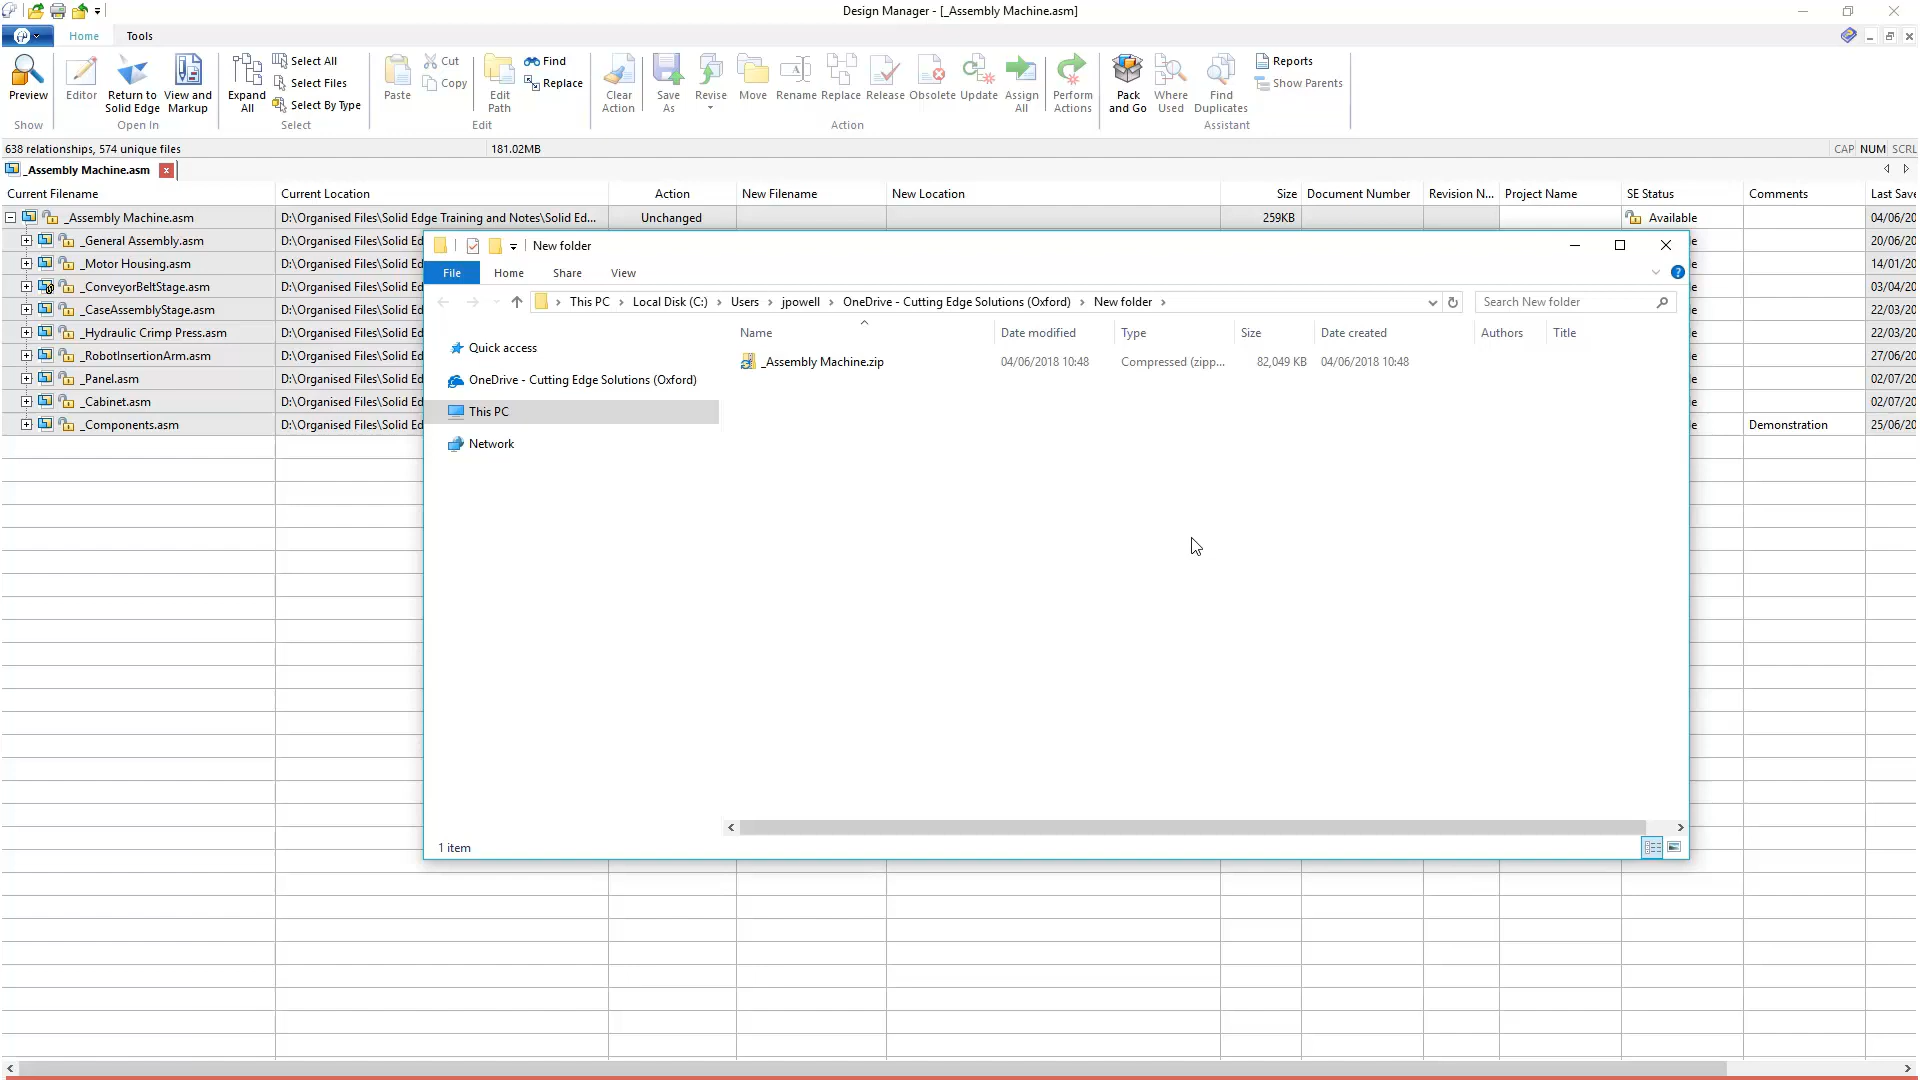 Design Manager - [_Assembly Machine.asm]
Home Tools
Preview
Show
Editor
Return to Solid Edge
View and Markup
Open In
Expand All
Select All
Select Files
Select By Type
Select
Paste
Cut
Copy
Edit Path
Find
Replace
Edit
Clear Action
Save As
Revise
Move
Rename
Replace
Release
Obsolete
Update
Assign All
Perform Actions
Action
Pack and Go
Where Used
Find Duplicates
Reports
Show Parents
Assistant
638 relationships, 574 unique files 181.02MB CAP NUM SCRL
_Assembly Machine.asm
Current Filename Current Location Action New Filename New Location Size Document Number Revision N... Project Name SE Status Comments Last Save
_Assembly Machine.asm D:\Organised Files\Solid Edge Training and Notes\Solid Ed... Unchanged 259KB Available 04/06/20
_General Assembly.asm D:\Organised Files\Solid Ed e 20/06/20
_Motor Housing.asm D:\Organised Files\Solid Ed e 14/01/20
_ConveyorBeltStage.asm D:\Organised Files\Solid Ed e 03/04/20
_CaseAssemblyStage.asm D:\Organised Files\Solid Ed e 22/03/20
_Hydraulic Crimp Press.asm D:\Organised Files\Solid Ed e 22/03/20
_RobotInsertionArm.asm D:\Organised Files\Solid Ed e 27/06/20
_Panel.asm D:\Organised Files\Solid Ed e 02/07/20
_Cabinet.asm D:\Organised Files\Solid Ed e 02/07/20
_Components.asm D:\Organised Files\Solid Ed e Demonstration 25/06/20
New folder
File Home Share View
This PC Local Disk (C:) Users jpowell OneDrive - Cutting Edge Solutions (Oxford) New folder Search New folder
Name Date modified Type Size Date created Authors Title
_Assembly Machine.zip 04/06/2018 10:48 Compressed (zipp... 82,049 KB 04/06/2018 10:48
Quick access
OneDrive - Cutting Edge Solutions (Oxford)
This PC
Network
1 item